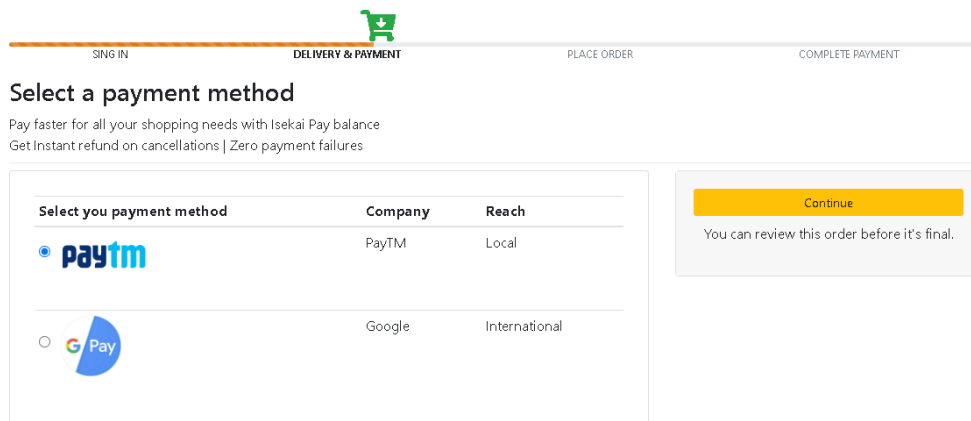 SING IN DELIVERY & PAYMENT PLACE ORDER COMPLETE PAYMENT
Select a payment method
Pay faster for all your shopping needs with Isekai Pay balance
Get Instant refund on cancellations | Zero payment failures
Select you payment method Company Reach
paytm PayTM Local
G Pay Google International
Continue
You can review this order before it's final.